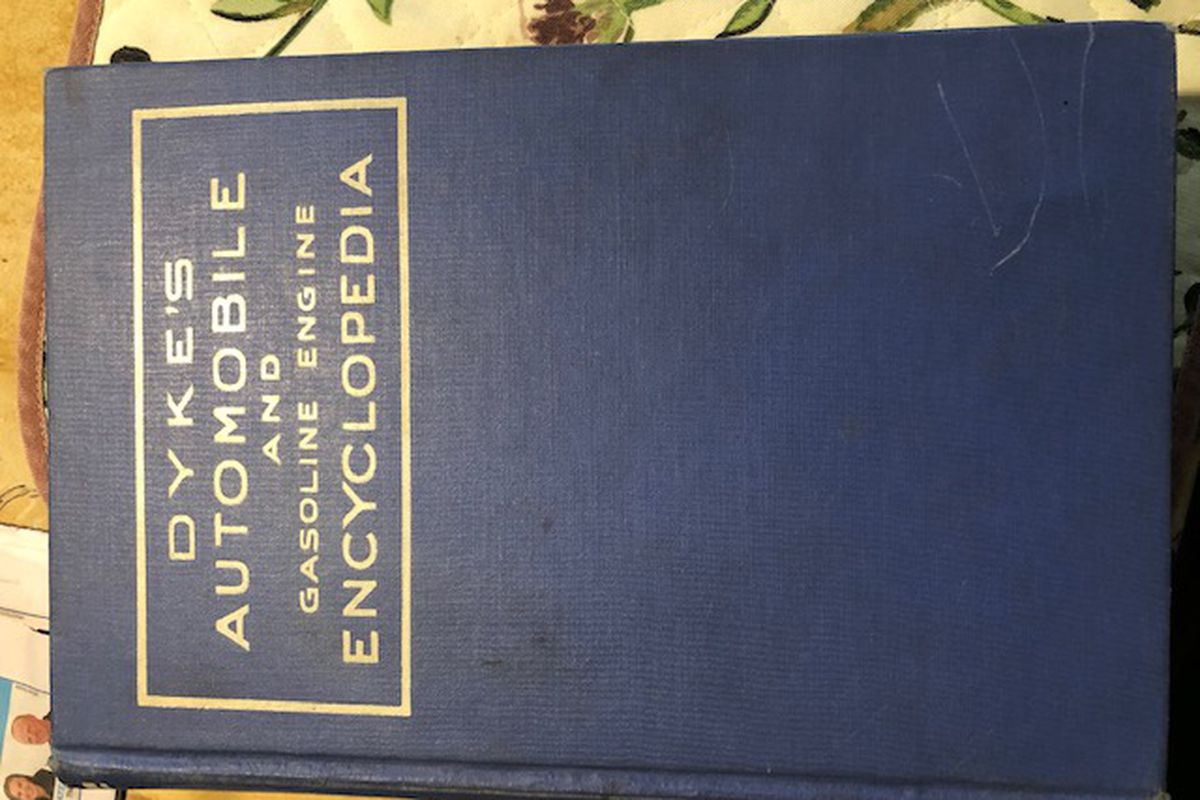 DYKE'S
AUTOMOBILE
AND
GASOLINE ENGINE
ENCYCLOPEDIA